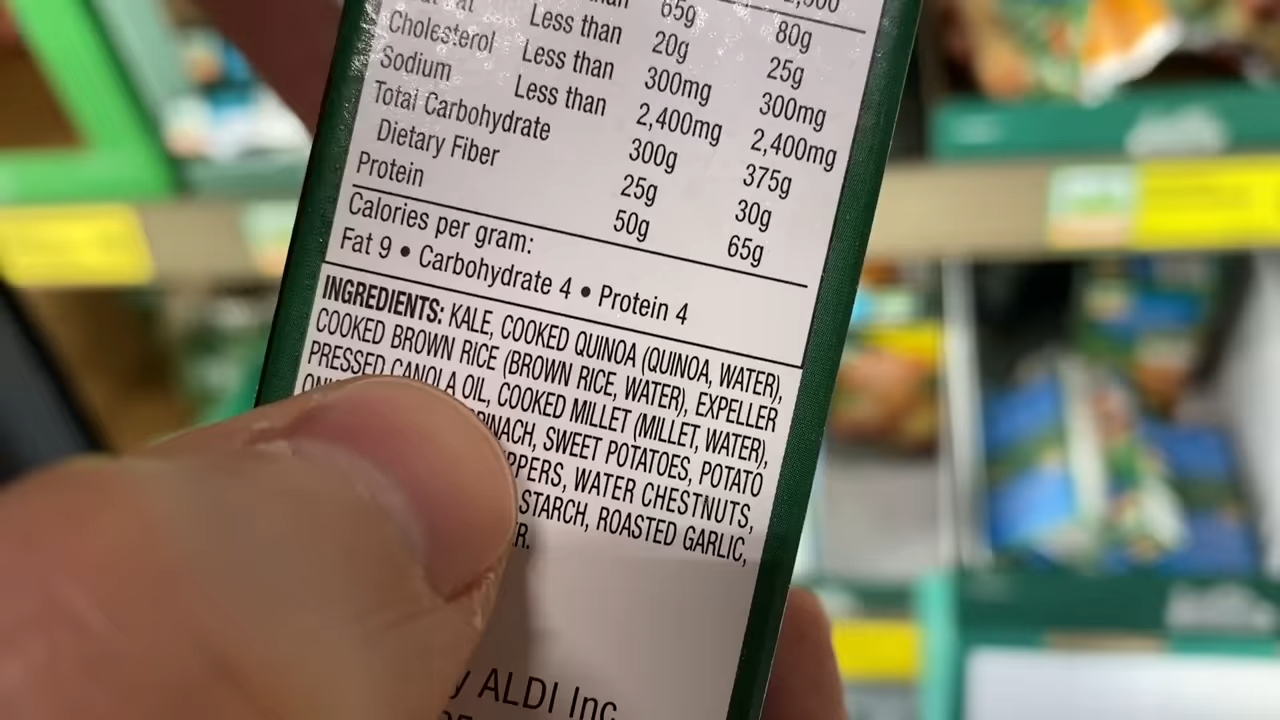 65g 80g
Less than 20g 25g
Cholesterol Less than 300mg 300mg
Sodium Less than 2,400mg 2,400mg
Total Carbohydrate 300g 375g
Dietary Fiber 25g 30g
Protein 50g 65g
Calories per gram:
Fat 9 • Carbohydrate 4 • Protein 4
INGREDIENTS: KALE, COOKED QUINOA (QUINOA, WATER),
COOKED BROWN RICE (BROWN RICE, WATER), EXPELLER
PRESSED CANOLA OIL, COOKED MILLET (MILLET, WATER),
SWEET POTATOES, POTATO
WATER CHESTNUTS,
STARCH, ROASTED GARLIC,
ALDI Inc